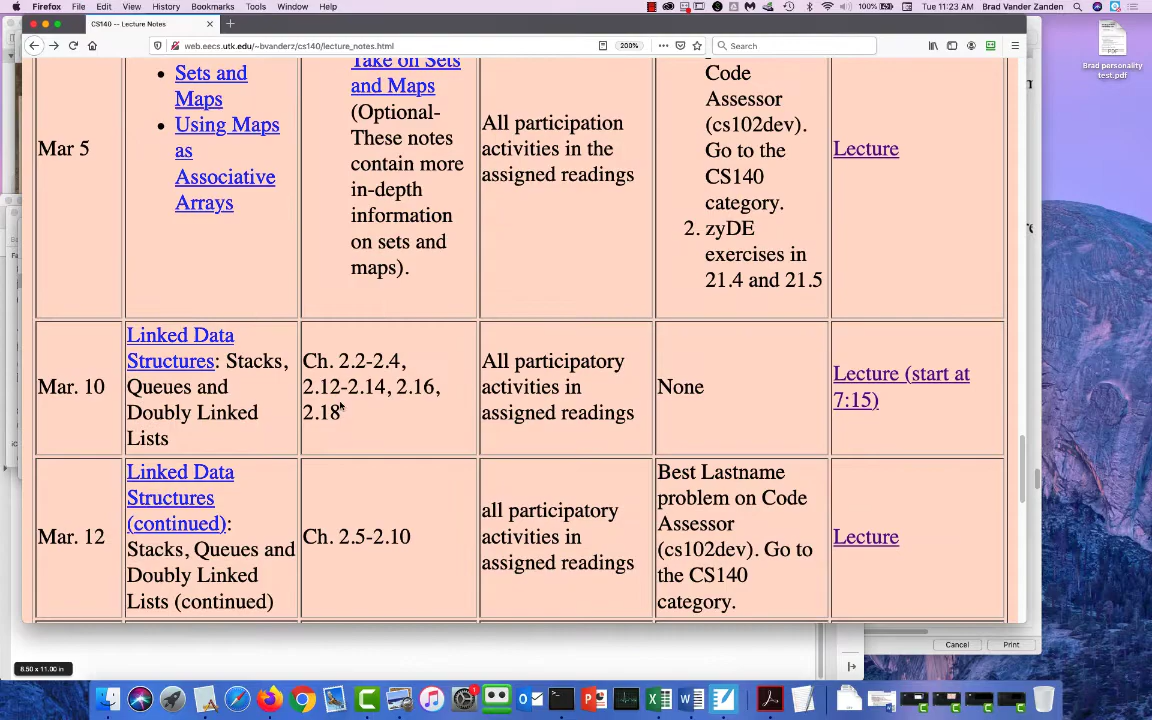 Firefox File Edit View History Bookmarks Tools Window Help 100% Tue 11:23 AM Brad Vander Zanden
CS140 -- Lecture Notes
web.eecs.utk.edu/~bvanderz/cs140/lecture_notes.html 200% Search
Brad personality
test.pdf
Mar 5
Sets and
Maps
Using Maps
as
Associative
Arrays
Take on Sets
and Maps
(Optional-
These notes
contain more
in-depth
information
on sets and
maps).
All participation
activities in the
assigned readings
Code
Assessor
(cs102dev).
Go to the
CS140
category.
2. zyDE
exercises in
21.4 and 21.5
Lecture
Mar. 10
Linked Data
Structures: Stacks,
Queues and
Doubly Linked
Lists
Ch. 2.2-2.4,
2.12-2.14, 2.16,
2.18
All participatory
activities in
assigned readings
None
Lecture (start at
7:15)
Mar. 12
Linked Data
Structures
(continued):
Stacks, Queues and
Doubly Linked
Lists (continued)
Ch. 2.5-2.10
all participatory
activities in
assigned readings
Best Lastname
problem on Code
Assessor
(cs102dev). Go to
the CS140
category.
Lecture
Cancel Print
8.50 x 11.00 in